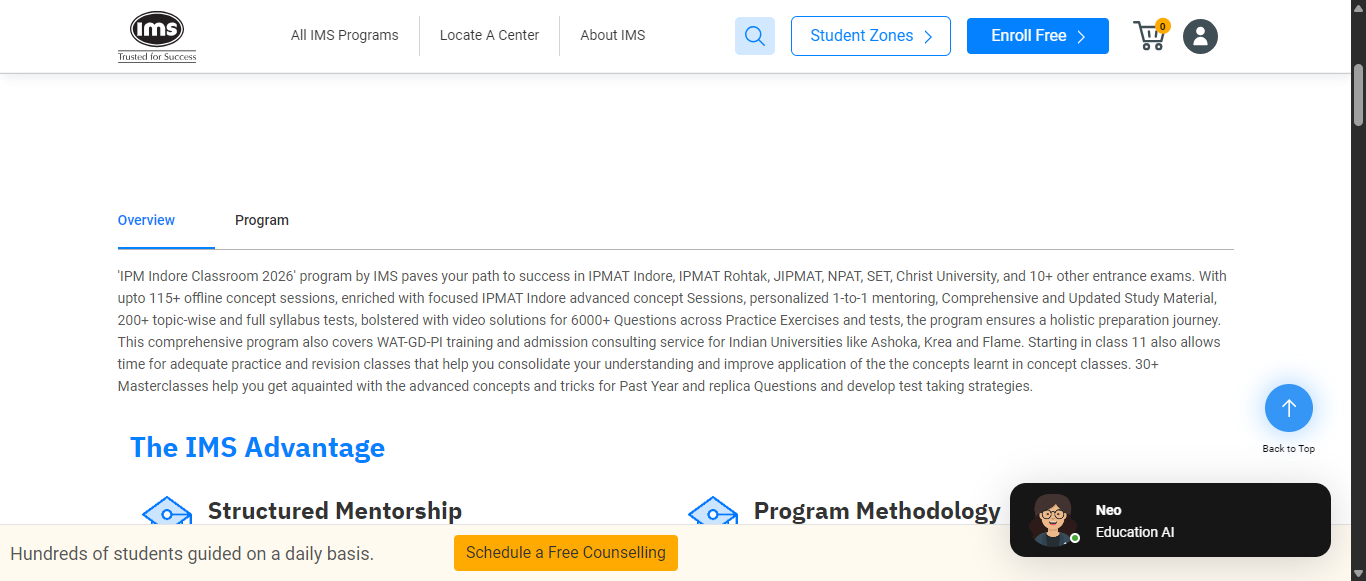 ims
Trusted for Success
All IMS Programs
Locate A Center
About IMS
Student Zones
Enroll Free
0
Overview
Program
'IPM Indore Classroom 2026' program by IMS paves your path to success in IPMAT Indore, IPMAT Rohtak, JIPMAT, NPAT, SET, Christ University, and 10+ other entrance exams. With
upto 115+ offline concept sessions, enriched with focused IPMAT Indore advanced concept Sessions, personalized 1-to-1 mentoring, Comprehensive and Updated Study Material,
200+ topic-wise and full syllabus tests, bolstered with video solutions for 6000+ Questions across Practice Exercises and tests, the program ensures a holistic preparation journey.
This comprehensive program also covers WAT-GD-PI training and admission consulting service for Indian Universities like Ashoka, Krea and Flame. Starting in class 11 also allows
time for adequate practice and revision classes that help you consolidate your understanding and improve application of the the concepts learnt in concept classes. 30+
Masterclasses help you get aquainted with the advanced concepts and tricks for Past Year and replica Questions and develop test taking strategies.
Back to Top
The IMS Advantage
Structured Mentorship
Program Methodology
Neo
Education AI
Hundreds of students guided on a daily basis.
Schedule a Free Counselling